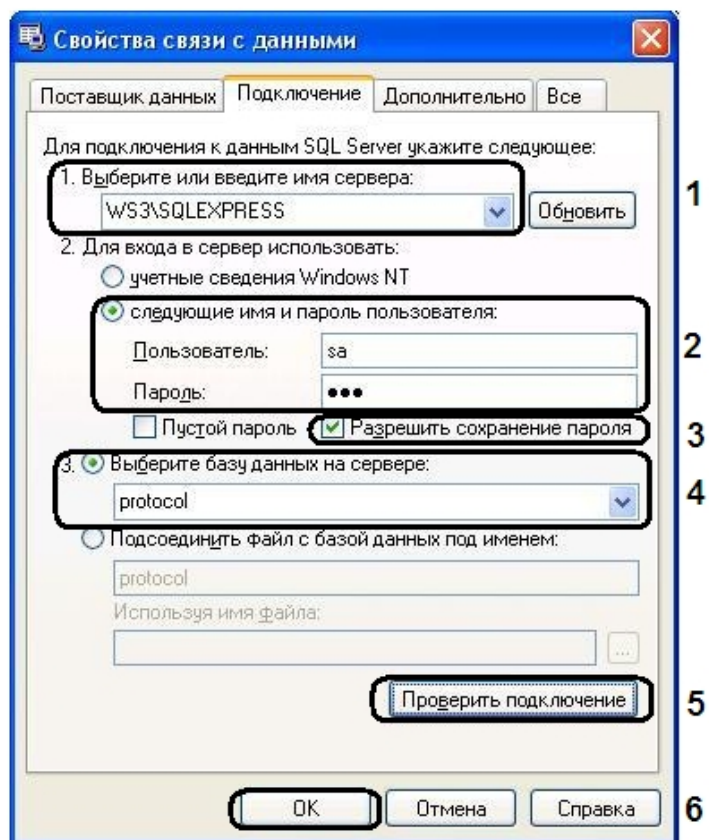 Свойства связи с данными
Поставщик данных Подключение Дополнительно Все
Для подключения к данным SQL Server укажите следующее:
1. Выберите или введите имя сервера:
1
WS3\SQLEXPRESS Обновить
2. Для входа в сервер использовать:
учетные сведения Windows NT
следующие имя и пароль пользователя:
2
Пользователь: sa
Пароль: ●●●
Пустой пароль Разрешить сохранение пароля
3
3. Выберите базу данных на сервере:
4
protocol
Подсоединить файл с базой данных под именем:
protocol
Используя имя файла:
...
Проверить подключение 5
OK Отмена Справка 6